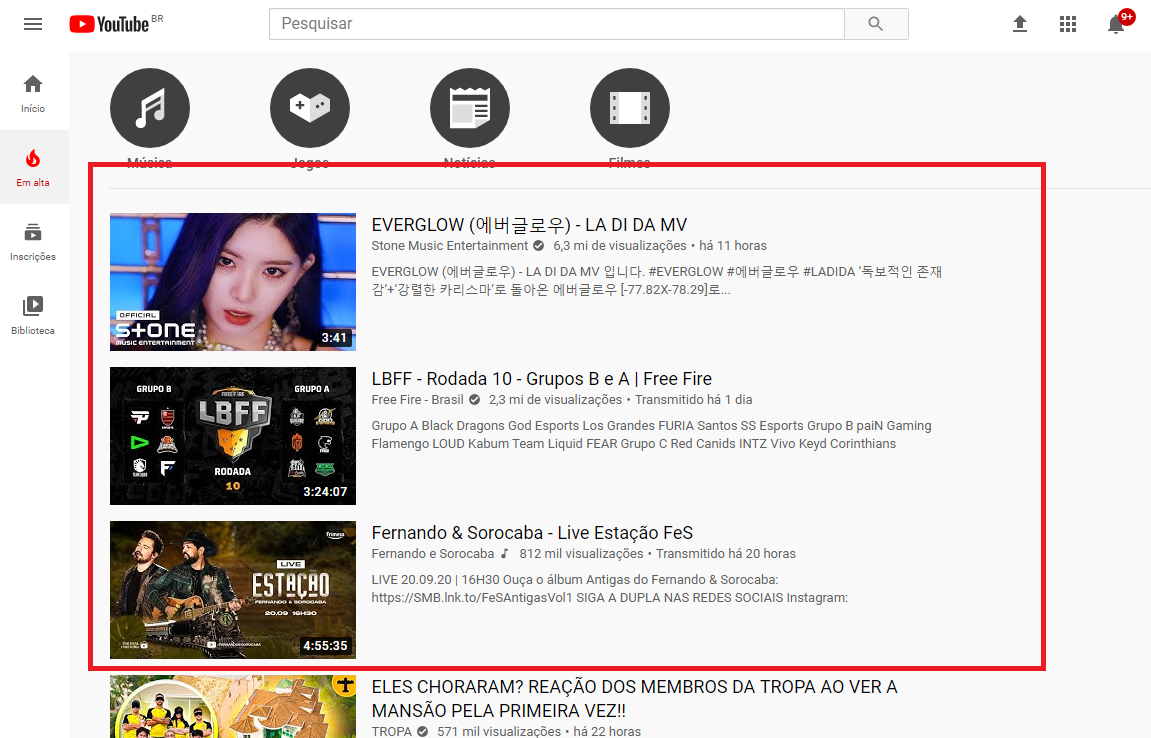 YouTube BR
Pesquisar
9+
Início
Em alta
Inscrições
Biblioteca
Música
Jogos
Notícias
Filmes
OFFICIAL
STONE
MUSIC ENTERTAINMENT
3:41
EVERGLOW (에버글로우) - LA DI DA MV
Stone Music Entertainment 6,3 mi de visualizações • há 11 horas
EVERGLOW (에버글로우) - LA DI DA MV 입니다. #EVERGLOW #에버글로우 #LADIDA ‘독보적인 존재
감’+‘강렬한 카리스마’로 돌아온 에버글로우 [-77.82X-78.29]로...
GRUPO B
GRUPO A
FREE FIRE
LBFF
RODADA
10
3:24:07
LBFF - Rodada 10 - Grupos B e A | Free Fire
Free Fire - Brasil 2,3 mi de visualizações • Transmitido há 1 dia
Grupo A Black Dragons God Esports Los Grandes FURIA Santos SS Esports Grupo B paiN Gaming
Flamengo LOUD Kabum Team Liquid FEAR Grupo C Red Canids INTZ Vivo Keyd Corinthians
Primesa
LIVE
ESTAÇÃO
FERNANDO & SOROCABA
20.09 16H30
4:55:35
Fernando & Sorocaba - Live Estação FeS
Fernando e Sorocaba 812 mil visualizações • Transmitido há 20 horas
LIVE 20.09.20 | 16H30 Ouça o álbum Antigas do Fernando & Sorocaba:
https://SMB.lnk.to/FeSAntigasVol1 SIGA A DUPLA NAS REDES SOCIAIS Instagram:
ELES CHORARAM? REAÇÃO DOS MEMBROS DA TROPA AO VER A
MANSÃO PELA PRIMEIRA VEZ!!
TROPA 571 mil visualizações • há 22 horas